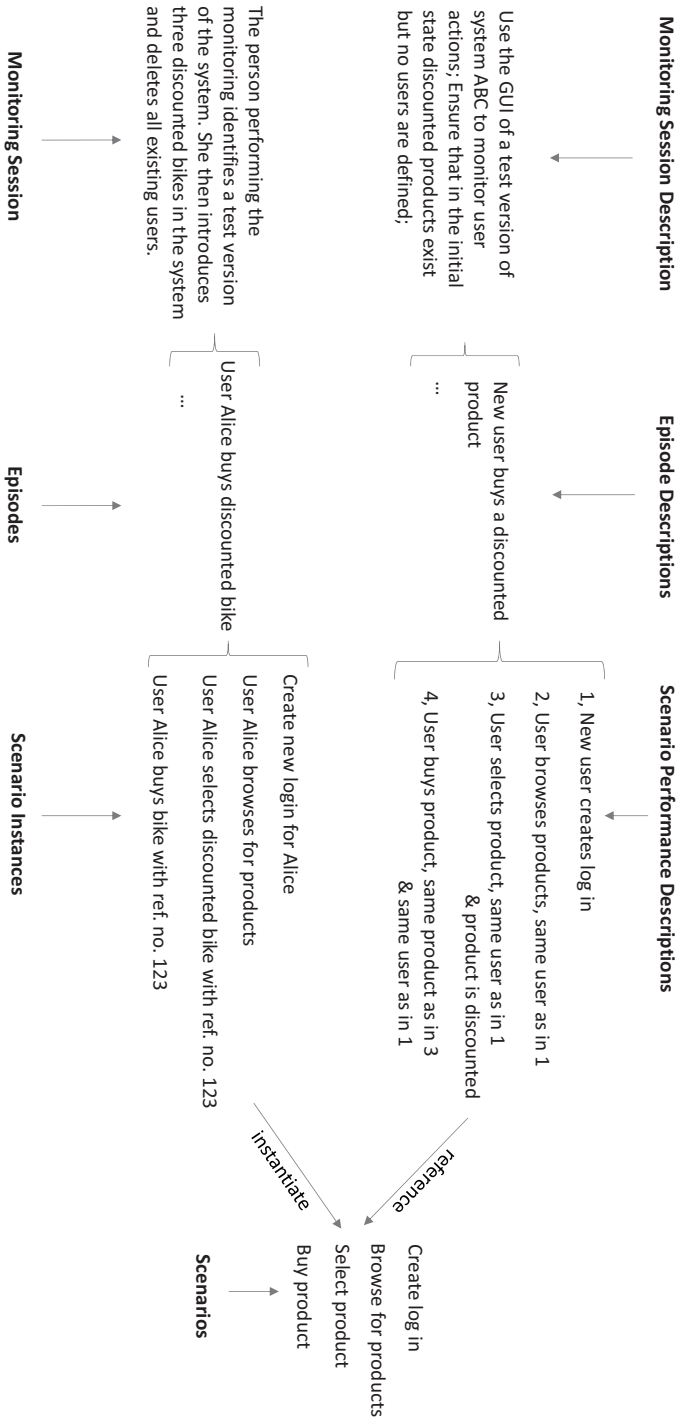 Monitoring Session Description
Episode Descriptions
Scenario Performance Descriptions
Use the GUI of a test version of
system ABC to monitor user
actions; Ensure that in the initial
state discounted products exist
but no users are defined;
New user buys a discounted
product
...
1, New user creates log in
2, User browses products, same user as in 1
3, User selects product, same user as in 1
& product is discounted
4, User buys product, same product as in 3
& same user as in 1
reference
Create log in
Browse for products
Select product
Buy product
Scenarios
instantiate
The person performing the
monitoring identifies a test version
of the system. She then introduces
three discounted bikes in the system
and deletes all existing users.
User Alice buys discounted bike
...
Create new login for Alice
User Alice browses for products
User Alice selects discounted bike with ref. no. 123
User Alice buys bike with ref. no. 123
Monitoring Session
Episodes
Scenario Instances